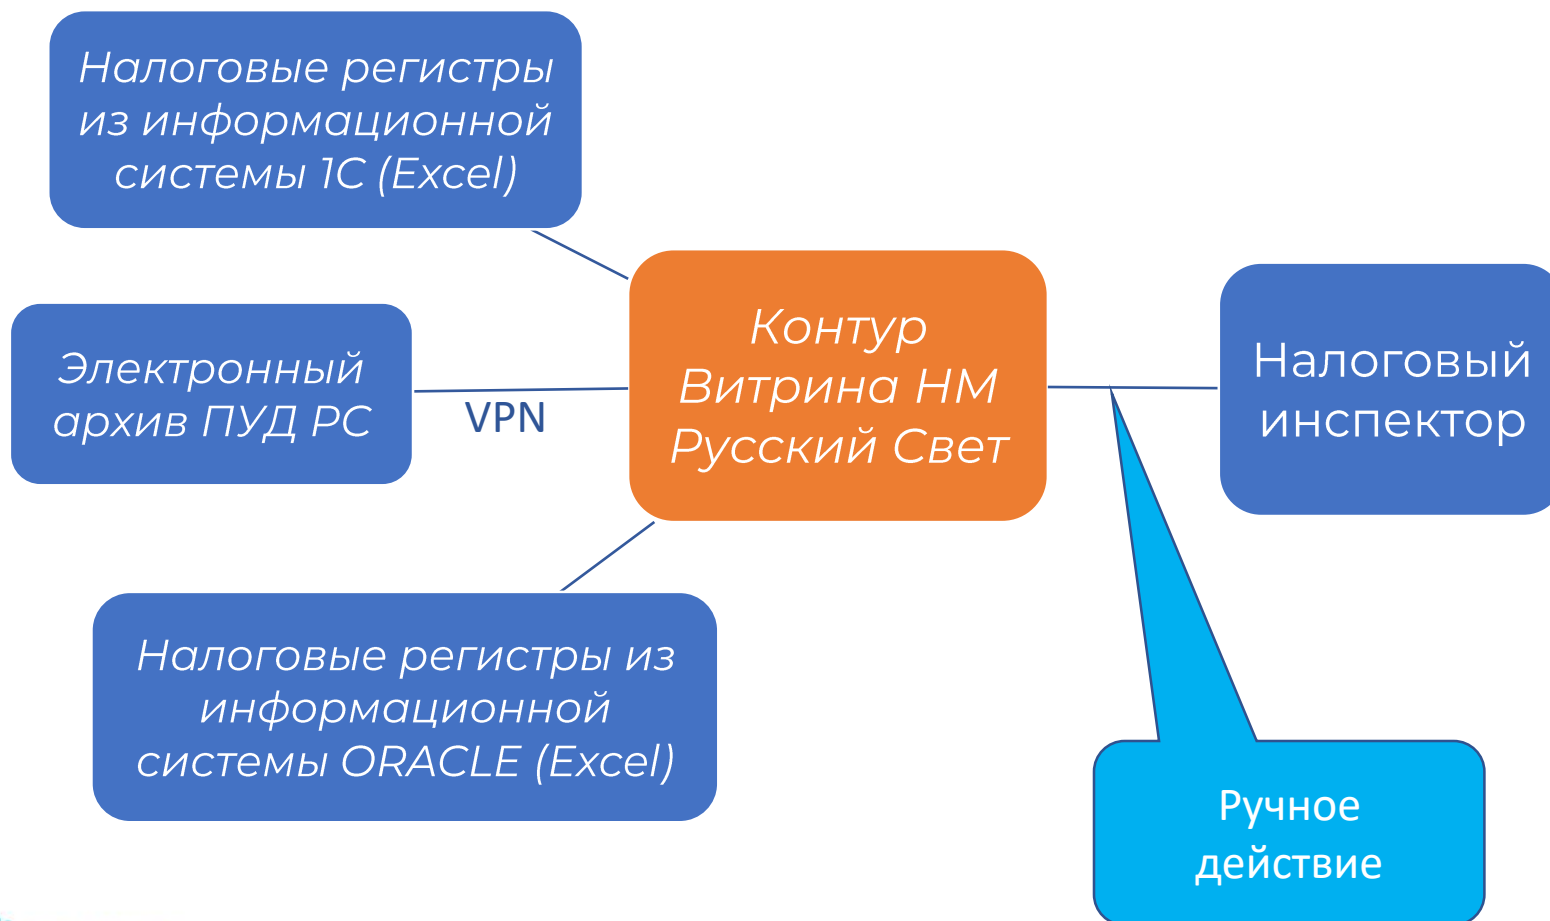 Налоговые регистры
из информационной
системы 1С (Excel)
Электронный
архив ПУД РС
VPN
Контур
Витрина НМ
Русский Свет
Налоговый
инспектор
Налоговые регистры из
информационной
системы ORACLE (Excel)
Ручное
действие